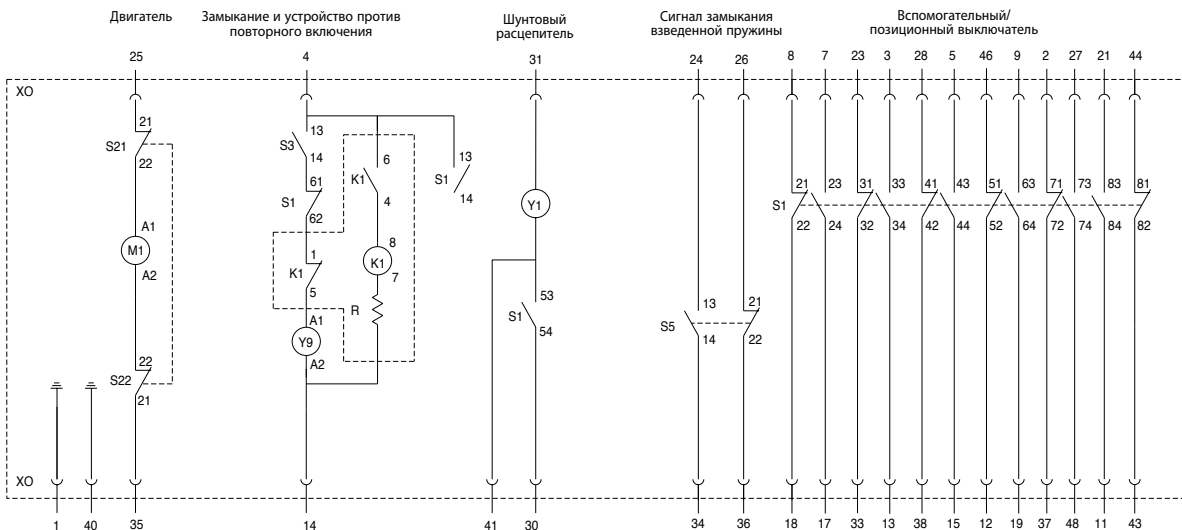 Двигатель
Замыкание и устройство против
повторного включения
Шунтовый
расцепитель
Сигнал замыкания
взведенной пружины
Вспомогательный/
позиционный выключатель
25 4 31 24 26 8 7 23 3 28 5 46 9 2 27 21 44
XO
21
S21
22
A1
M1
A2
22
S22
21
S3
13
14
61
S1
62
1
K1
5
A1
Y9
A2
6
K1
4
8
K1
7
R
13
S1
14
Y1
53
S1
54
13
S5
14
21
22
S1
21 23 31 33 41 43 51 63 71 73 83 81
22 24 32 34 42 44 52 64 72 74 84 82
XO
1 40 35 14 41 30 34 36 18 17 33 13 38 15 12 19 37 48 11 43